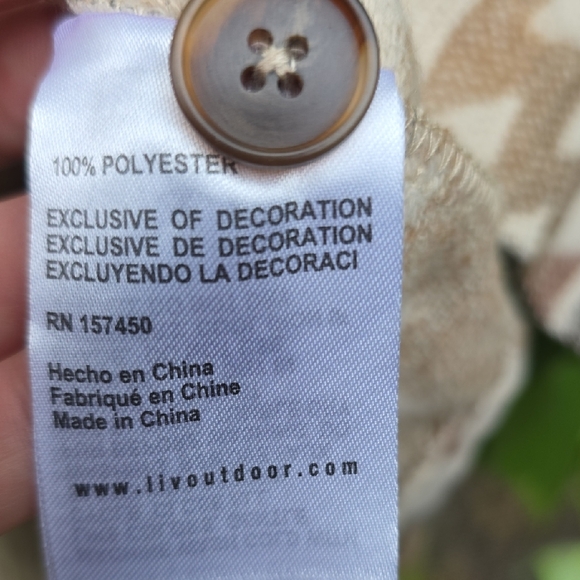 100% POLYESTER
EXCLUSIVE OF DECORATION
EXCLUSIVE DE DECORATION
EXCLUYENDO LA DECORACI
RN 157450
Hecho en China
Fabriqué en Chine
Made in China
www.livoutdoor.com